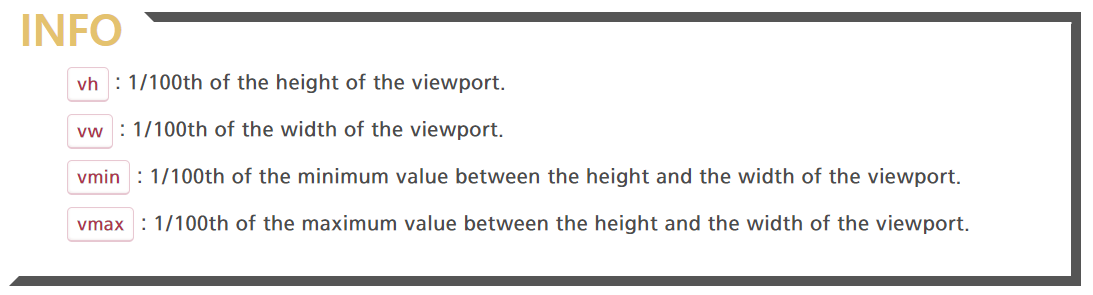 INFO
vh : 1/100th of the height of the viewport.
vw : 1/100th of the width of the viewport.
vmin : 1/100th of the minimum value between the height and the width of the viewport.
vmax : 1/100th of the maximum value between the height and the width of the viewport.